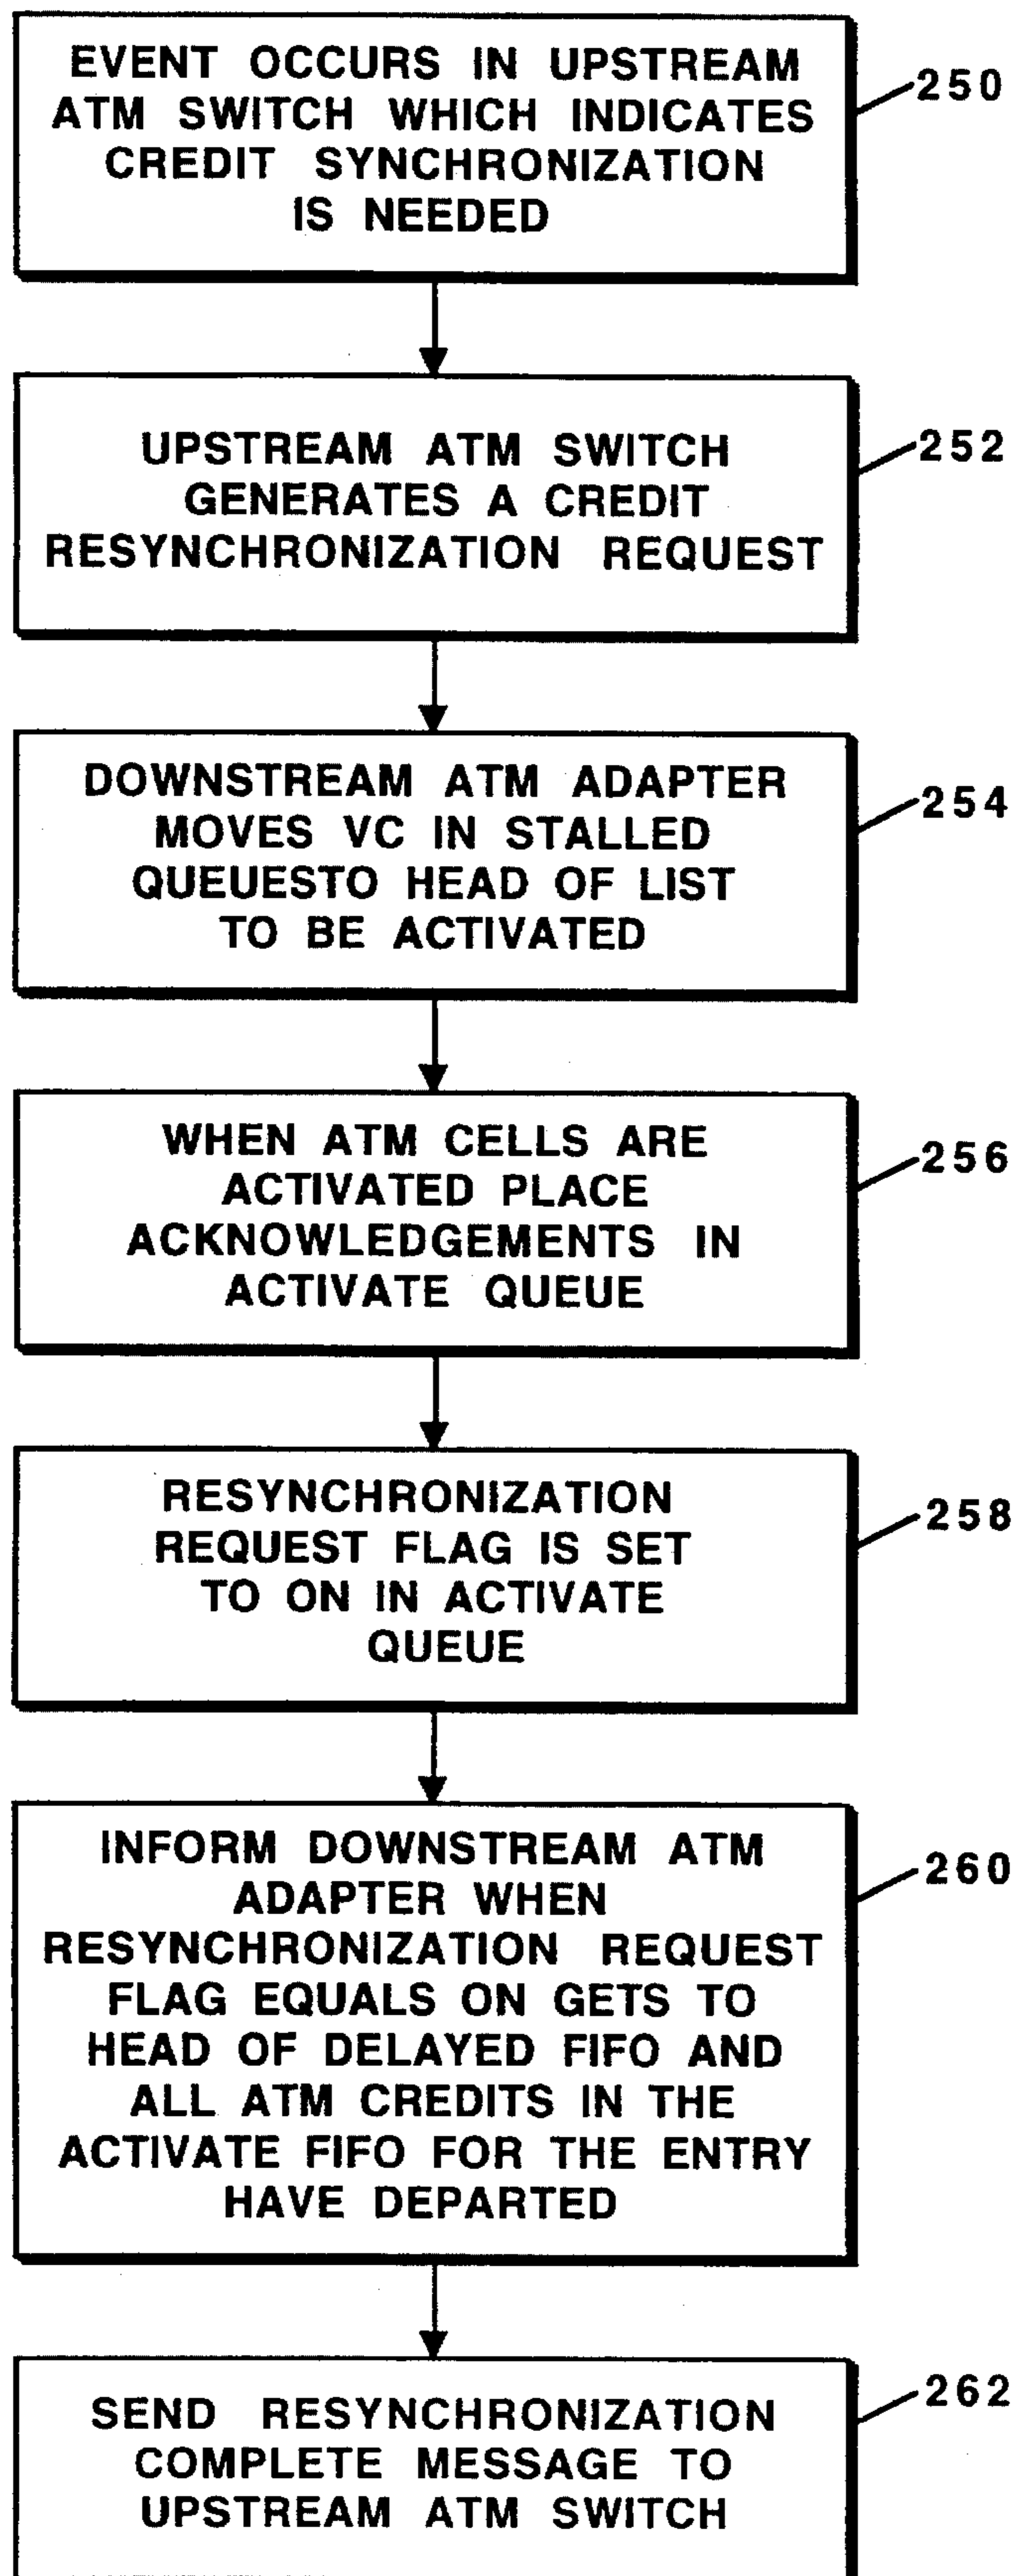 EVENT OCCURS IN UPSTREAM
ATM SWITCH WHICH INDICATES
CREDIT SYNCHRONIZATION
IS NEEDED
250
UPSTREAM ATM SWITCH
GENERATES A CREDIT
RESYNCHRONIZATION REQUEST
252
DOWNSTREAM ATM ADAPTER
MOVES VC IN STALLED
QUEUESTO HEAD OF LIST
TO BE ACTIVATED
254
WHEN ATM CELLS ARE
ACTIVATED PLACE
ACKNOWLEDGEMENTS IN
ACTIVATE QUEUE
256
RESYNCHRONIZATION
REQUEST FLAG IS SET
TO ON IN ACTIVATE
QUEUE
258
INFORM DOWNSTREAM ATM
ADAPTER WHEN
RESYNCHRONIZATION REQUEST
FLAG EQUALS ON GETS TO
HEAD OF DELAYED FIFO AND
ALL ATM CREDITS IN THE
ACTIVATE FIFO FOR THE ENTRY
HAVE DEPARTED
260
SEND RESYNCHRONIZATION
COMPLETE MESSAGE TO
UPSTREAM ATM SWITCH
262